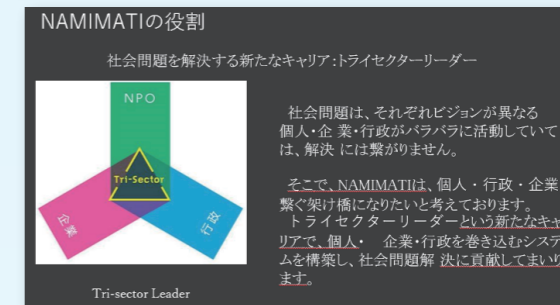 NAMIMATIの役割
社会問題を解決する新たなキャリア：トライセクターリーダー
NPO
Tri-Sector
企業
行政
Tri-sector Leader
社会問題は、それぞれビジョンが異なる
個人・企 業・行政がバラバラに活動していて
は、解決 には繋がりません。
そこで、NAMIMATIは、個人・行政・企業
繋ぐ架け橋になりたいと考えております。
トライセクターリーダーという新たなキャ
リアで、個人・ 企業・行政を巻き込むシステ
ムを構築し、社会問題解 決に貢献してまいり
ます。